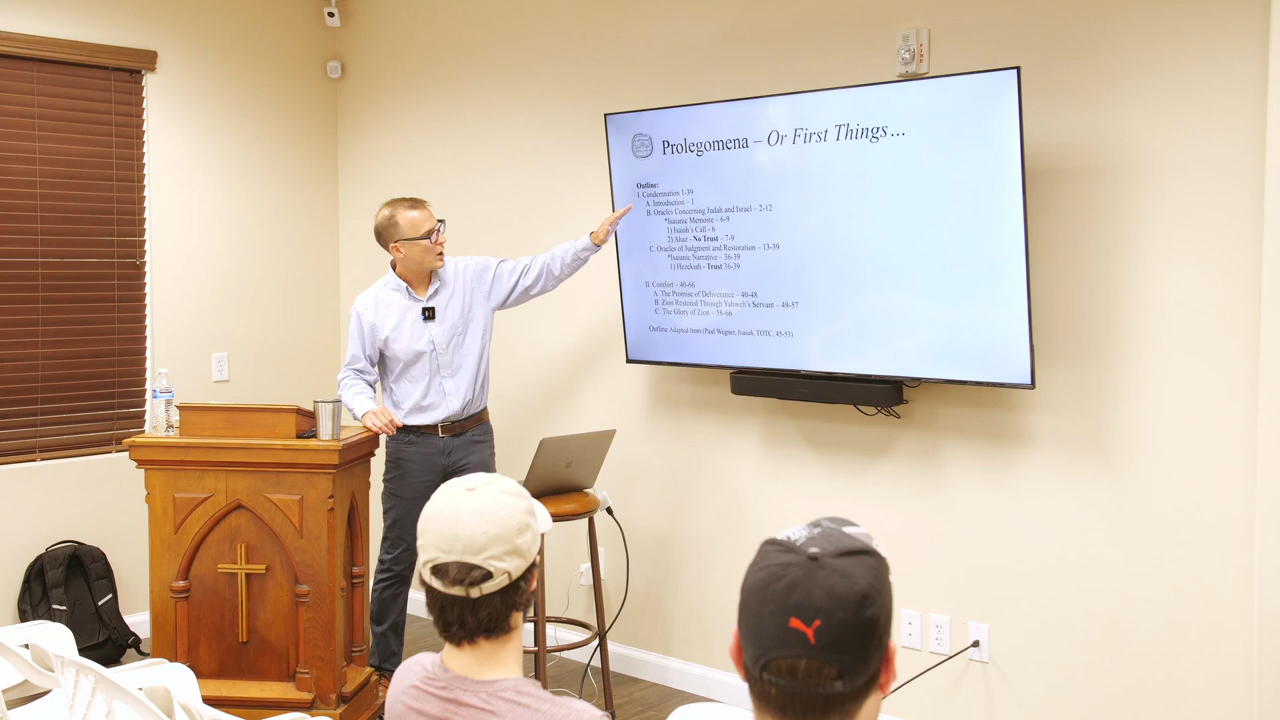 FIRE
Prolegomena – Or First Things…
Outline:
I. Condemnation 1-39
A. Introduction – 1
B. Oracles Concerning Judah and Israel – 2-12
*Isaianic Memoire – 6-9
1) Isaiah's Call - 6
2) Ahaz - No Trust – 7-9
C. Oracles of Judgment and Restoration – 13-39
*Isaianic Narrative – 36-39
1) Hezekiah - Trust 36-39
II. Comfort – 40-66
A. The Promise of Deliverance – 40-48
B. Zion Restored Through Yahweh's Servant – 49-57
C. The Glory of Zion – 58-66
Outline Adapted from (Paul Wegner, Isaiah, TOTC, 45-53)